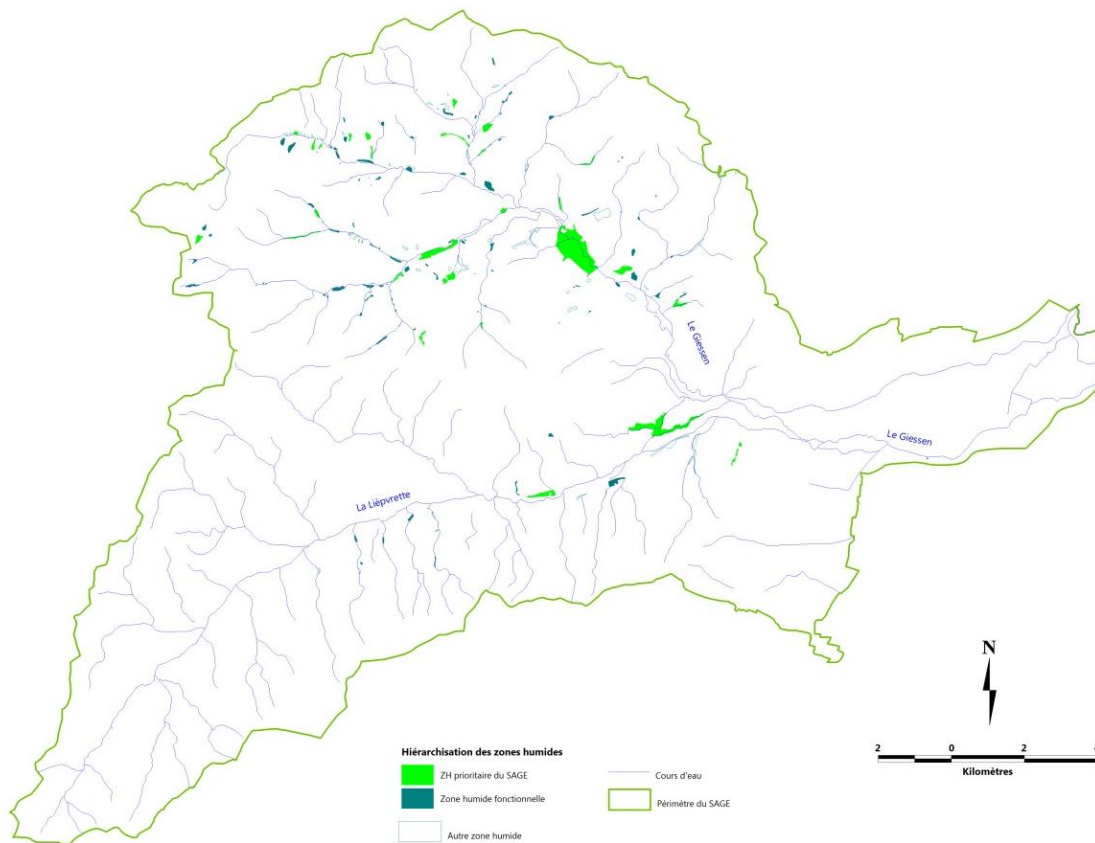 Le Giessen
Le Giessen
La Lièpvrette
N
2 0 2
Kilomètres
Hiérarchisation des zones humides
ZH prioritaire du SAGE
Zone humide fonctionnelle
Autre zone humide
Cours d'eau
Périmètre du SAGE